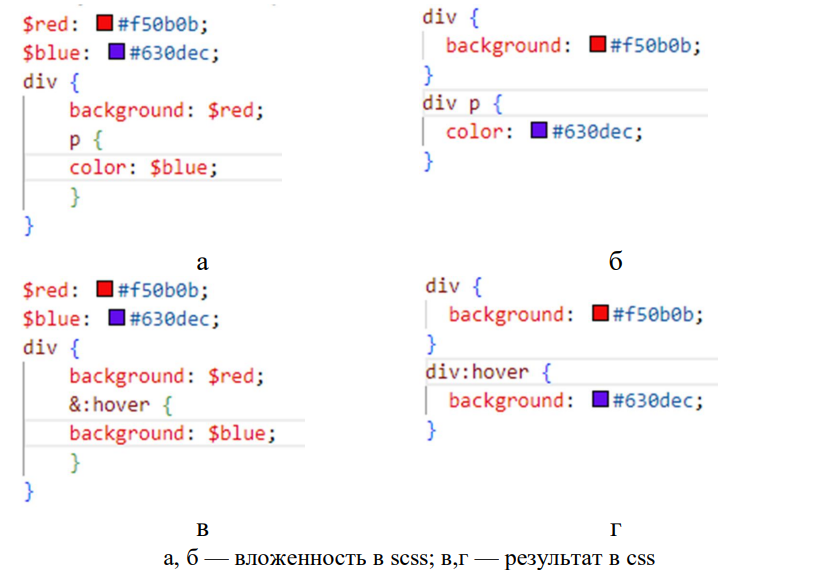 $red: #f50b0b;
$blue: #630dec;
div {
background: $red;
p {
color: $blue;
}
}
а
div {
background: #f50b0b;
}
div p {
color: #630dec;
}
б
$red: #f50b0b;
$blue: #630dec;
div {
background: $red;
&:hover {
background: $blue;
}
}
в
div {
background: #f50b0b;
}
div:hover {
background: #630dec;
}
г
а, б — вложенность в scss; в,г — результат в css